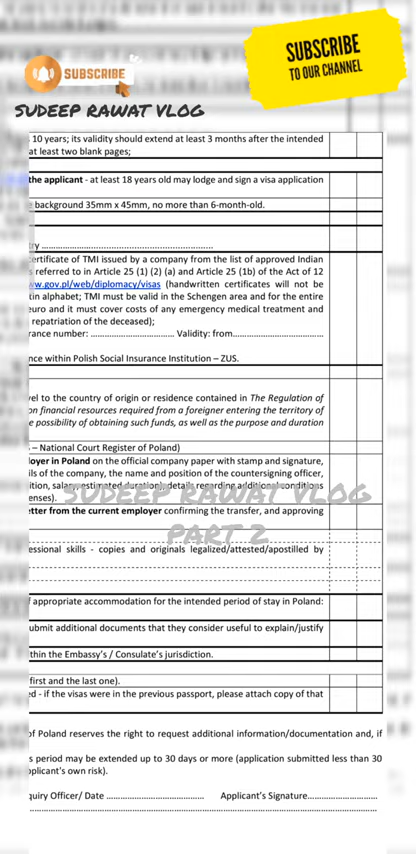 SUBSCRIBE
TO OUR CHANNEL
SUBSCRIBE
SUDEEP RAWAT VLOG
10 years; its validity should extend at least 3 months after the intended
at least two blank pages;
the applicant - at least 18 years old may lodge and sign a visa application
background 35mm x 45mm, no more than 6-month-old.
try ……………………………………………………
ertificate of TMI issued by a company from the list of approved Indian
s referred to in Article 25 (1) (2) (a) and Article 25 (1b) of the Act of 12
w.gov.pl/web/diplomacy/visas (handwritten certificates will not be
tin alphabet; TMI must be valid in the Schengen area and for the entire
euro and it must cover costs of any emergency medical treatment and
repatriation of the deceased);
rance number: ………………………… Validity: from…………………………
nce within Polish Social Insurance Institution – ZUS.
vel to the country of origin or residence contained in The Regulation of
on financial resources required from a foreigner entering the territory of
e possibility of obtaining such funds, as well as the purpose and duration
– National Court Register of Poland)
loyer in Poland on the official company paper with stamp and signature,
ils of the company, the name and position of the countersigning officer,
ition, salary, estimated duration), details regarding additional conditions
enses).
SUDEEP RAWAT VLOG
PART 2
etter from the current employer confirming the transfer, and approving
essional skills - copies and originals legalized/attested/apostilled by
f appropriate accommodation for the intended period of stay in Poland:
ubmit additional documents that they consider useful to explain/justify
thin the Embassy's / Consulate's jurisdiction.
first and the last one).
ed - if the visas were in the previous passport, please attach copy of that
of Poland reserves the right to request additional information/documentation and, if
s period may be extended up to 30 days or more (application submitted less than 30
plicant's own risk).
quiry Officer/ Date ………………………………… Applicant's Signature………………………
……………………………………………………………………………………………………